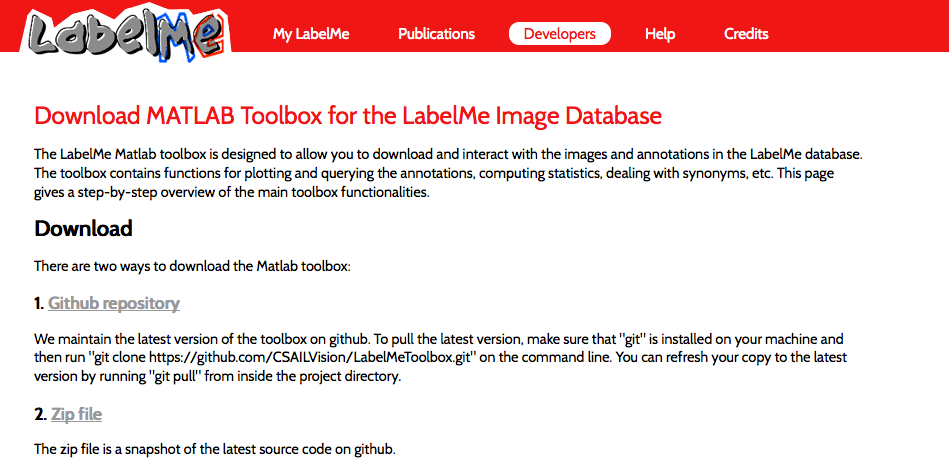 LabelMe
My LabelMe
Publications
Developers
Help
Credits
Download MATLAB Toolbox for the LabelMe Image Database
The LabelMe Matlab toolbox is designed to allow you to download and interact with the images and annotations in the LabelMe database.
The toolbox contains functions for plotting and querying the annotations, computing statistics, dealing with synonyms, etc. This page
gives a step-by-step overview of the main toolbox functionalities.
Download
There are two ways to download the Matlab toolbox:
1. Github repository
We maintain the latest version of the toolbox on github. To pull the latest version, make sure that "git" is installed on your machine and
then run "git clone https://github.com/CSAILVision/LabelMeToolbox.git" on the command line. You can refresh your copy to the latest
version by running "git pull" from inside the project directory.
2. Zip file
The zip file is a snapshot of the latest source code on github.